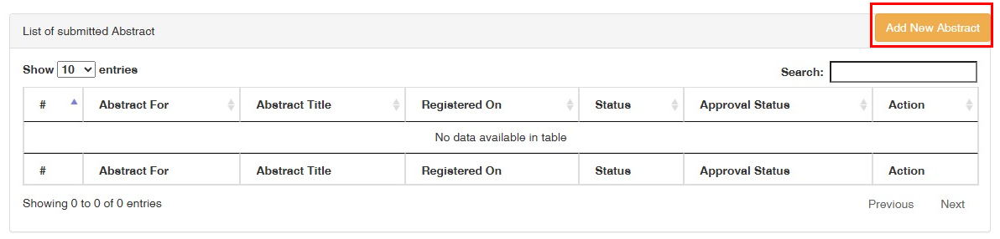 List of submitted Abstract Add New Abstract
Show 10 entries Search:
# Abstract For Abstract Title Registered On Status Approval Status Action
No data available in table
# Abstract For Abstract Title Registered On Status Approval Status Action
Showing 0 to 0 of 0 entries Previous Next